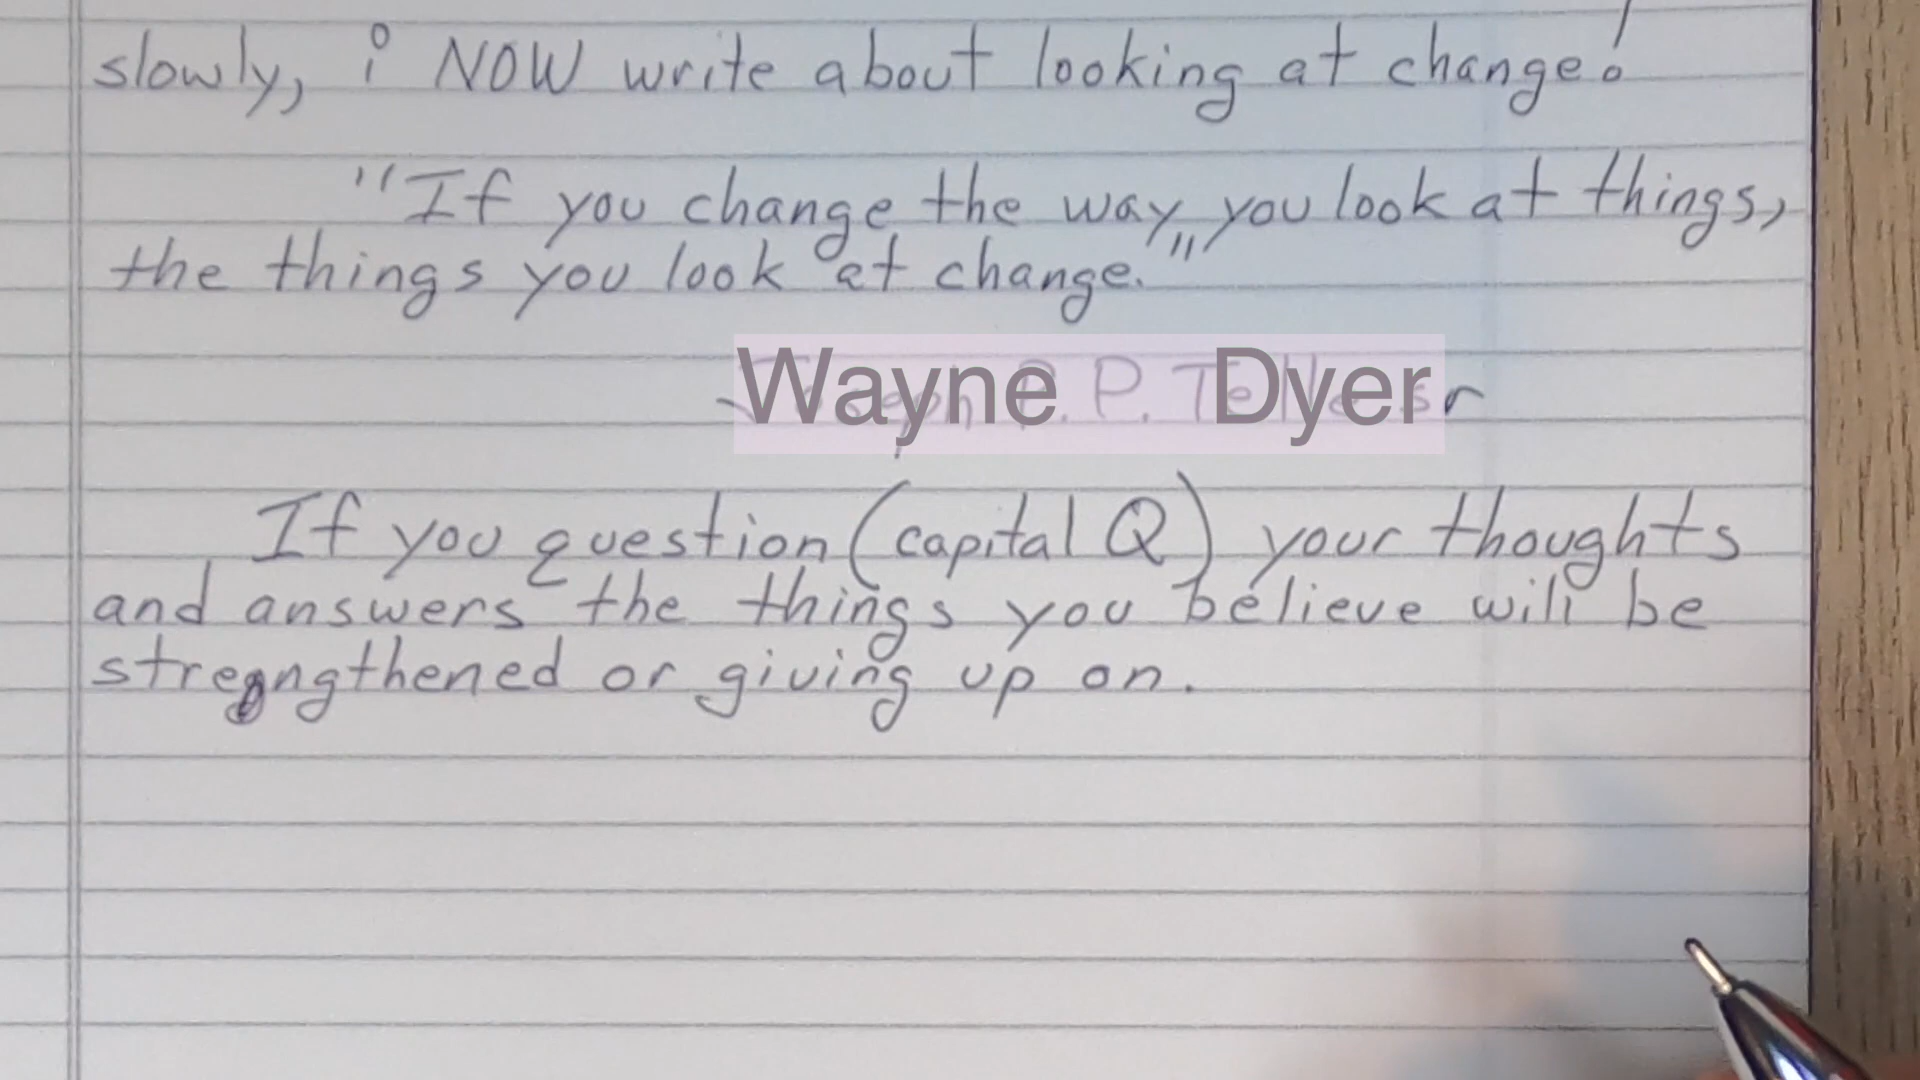 slowly, i NOW write about looking at change!
"If you change the way you look at things,
the things you look at change."
Wayne Dyer
If you question (capital Q) your thoughts
and answers the things you believe will be
stregngthened or giving up on.